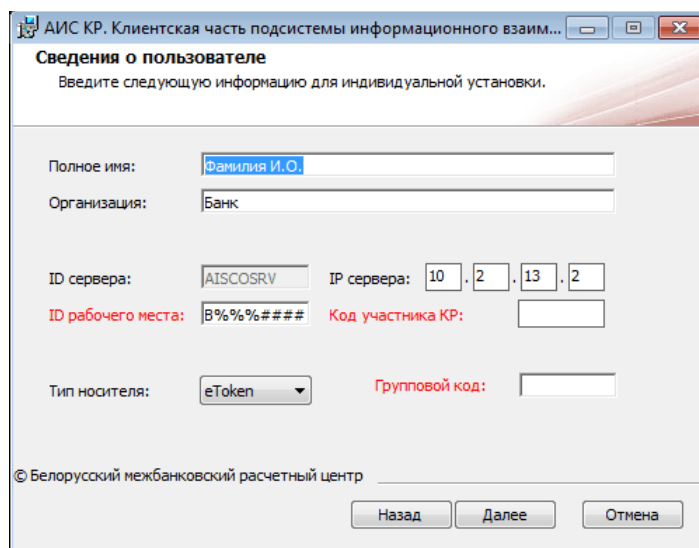 АИС КР. Клиентская часть подсистемы информационного взаим...
Сведения о пользователе
Введите следующую информацию для индивидуальной установки.
Полное имя: Фамилия И.О.
Организация: Банк
ID сервера: AISCOSRV IP сервера: 10 . 2 . 13 . 2
ID рабочего места: B%%%#### Код участника КР:
Тип носителя: eToken Групповой код:
© Белорусский межбанковский расчетный центр
Назад Далее Отмена